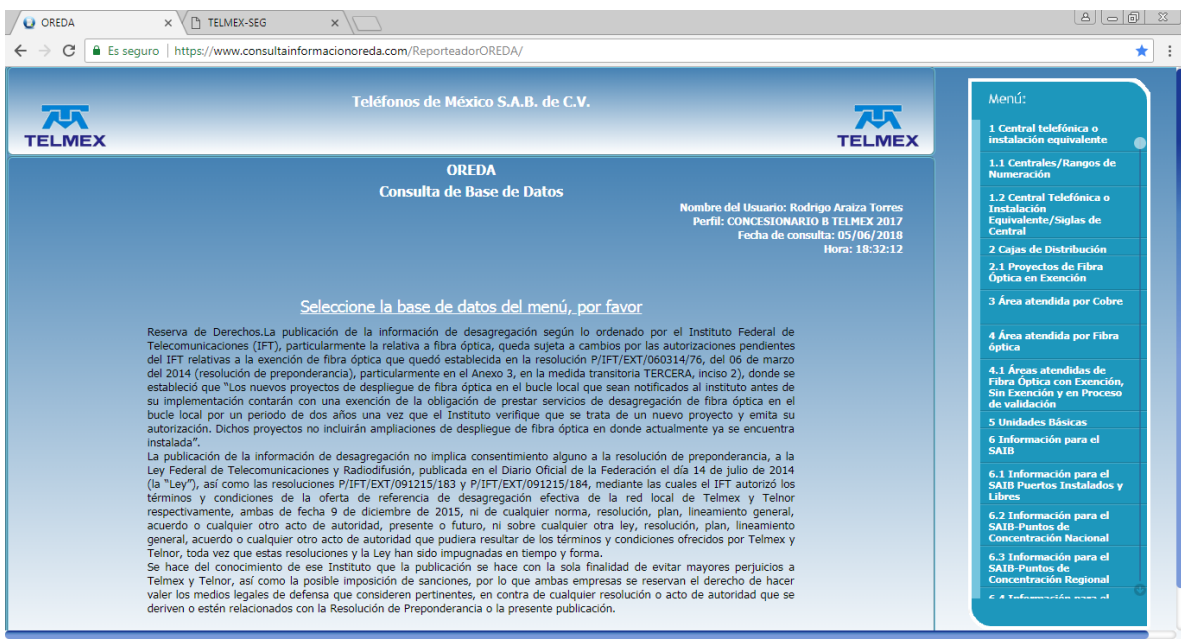 OREDA
TELMEX-SEG
Es seguro | https://www.consultainformacionoreda.com/ReporteadorOREDA/
Teléfonos de México S.A.B. de C.V.
TELMEX
TELMEX
OREDA
Consulta de Base de Datos
Nombre del Usuario: Rodrigo Araiza Torres
Perfil: CONCESIONARIO B TELMEX 2017
Fecha de consulta: 05/06/2018
Hora: 18:32:12
Seleccione la base de datos del menú, por favor
Reserva de Derechos.La publicación de la información de desagregación según lo ordenado por el Instituto Federal de
Telecomunicaciones (IFT), particularmente la relativa a fibra óptica, queda sujeta a cambios por las autorizaciones pendientes
del IFT relativas a la exención de fibra óptica que quedó establecida en la resolución P/IFT/EXT/060314/76, del 06 de marzo
del 2014 (resolución de preponderancia), particularmente en el Anexo 3, en la medida transitoria TERCERA, inciso 2), donde se
estableció que "Los nuevos proyectos de despliegue de fibra óptica en el bucle local que sean notificados al instituto antes de
su implementación contarán con una exención de la obligación de prestar servicios de desagregación de fibra óptica en el
bucle local por un periodo de dos años una vez que el Instituto verifique que se trata de un nuevo proyecto y emita su
autorización. Dichos proyectos no incluirán ampliaciones de despliegue de fibra óptica en donde actualmente ya se encuentra
instalada".
La publicación de la información de desagregación no implica consentimiento alguno a la resolución de preponderancia, a la
Ley Federal de Telecomunicaciones y Radiodifusión, publicada en el Diario Oficial de la Federación el día 14 de julio de 2014
(la "Ley"), así como las resoluciones P/IFT/EXT/091215/183 y P/IFT/EXT/091215/184, mediante las cuales el IFT autorizó los
términos y condiciones de la oferta de referencia de desagregación efectiva de la red local de Telmex y Telnor
respectivamente, ambas de fecha 9 de diciembre de 2015, ni de cualquier norma, resolución, plan, lineamiento general,
acuerdo o cualquier otro acto de autoridad, presente o futuro, ni sobre cualquier otra ley, resolución, plan, lineamiento
general, acuerdo o cualquier otro acto de autoridad que pudiera resultar de los términos y condiciones ofrecidos por Telmex y
Telnor, toda vez que estas resoluciones y la Ley han sido impugnadas en tiempo y forma.
Se hace del conocimiento de ese Instituto que la publicación se hace con la sola finalidad de evitar mayores perjuicios a
Telmex y Telnor, así como la posible imposición de sanciones, por lo que ambas empresas se reservan el derecho de hacer
valer los medios legales de defensa que consideren pertinentes, en contra de cualquier resolución o acto de autoridad que se
deriven o estén relacionados con la Resolución de Preponderancia o la presente publicación.
Menú:
1 Central telefónica o
instalación equivalente
1.1 Centrales/Rangos de
Numeración
1.2 Central Telefónica o
Instalación
Equivalente/Siglas de
Central
2 Cajas de Distribución
2.1 Proyectos de Fibra
Óptica en Exención
3 Área atendida por Cobre
4 Área atendida por Fibra
óptica
4.1 Áreas atendidas de
Fibra Óptica con Exención,
Sin Exención y en Proceso
de validación
5 Unidades Básicas
6 Información para el
SAIB
6.1 Información para el
SAIB Puertos Instalados y
Libres
6.2 Información para el
SAIB-Puntos de
Concentración Nacional
6.3 Información para el
SAIB-Puntos de
Concentración Regional
6.4 Información para el